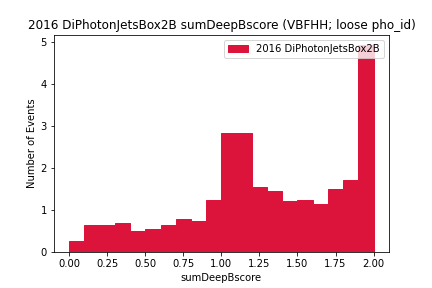 2016 DiPhotonJetsBox2B sumDeepBscore (VBFHH; loose pho_id)
2016 DiPhotonJetsBox2B
5
4
3
2
1
0
Number of Events
0.00 0.25 0.50 0.75 1.00 1.25 1.50 1.75 2.00
sumDeepBscore